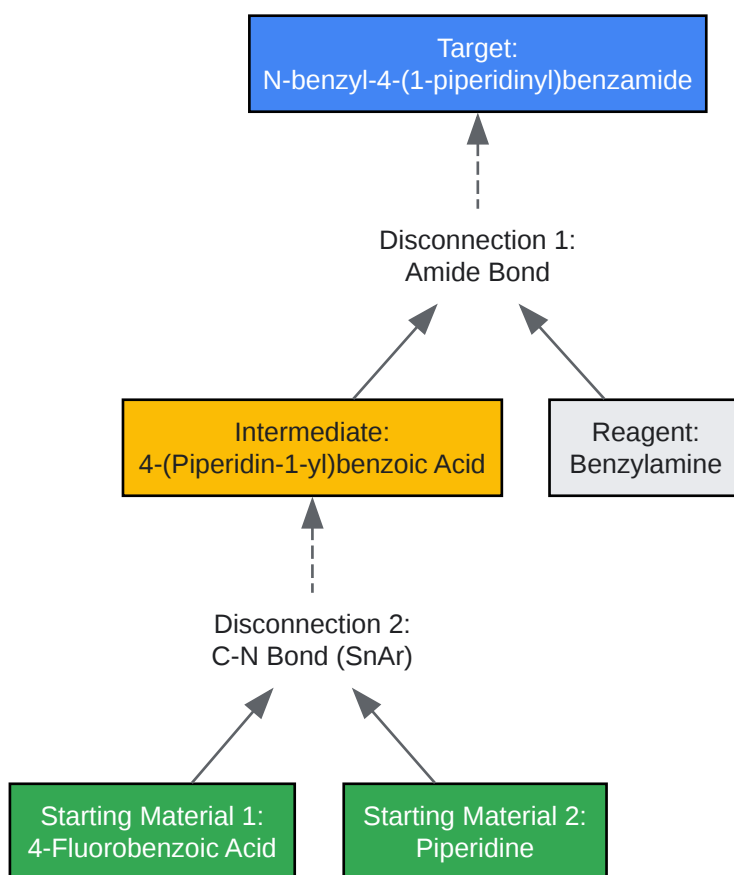 Target:
N-benzyl-4-(1-piperidinyl)benzamide
Disconnection 1:
Amide Bond
Intermediate:
4-(Piperidin-1-yl)benzoic Acid
Reagent:
Benzylamine
Disconnection 2:
C-N Bond (SnAr)
Starting Material 1:
4-Fluorobenzoic Acid
Starting Material 2:
Piperidine